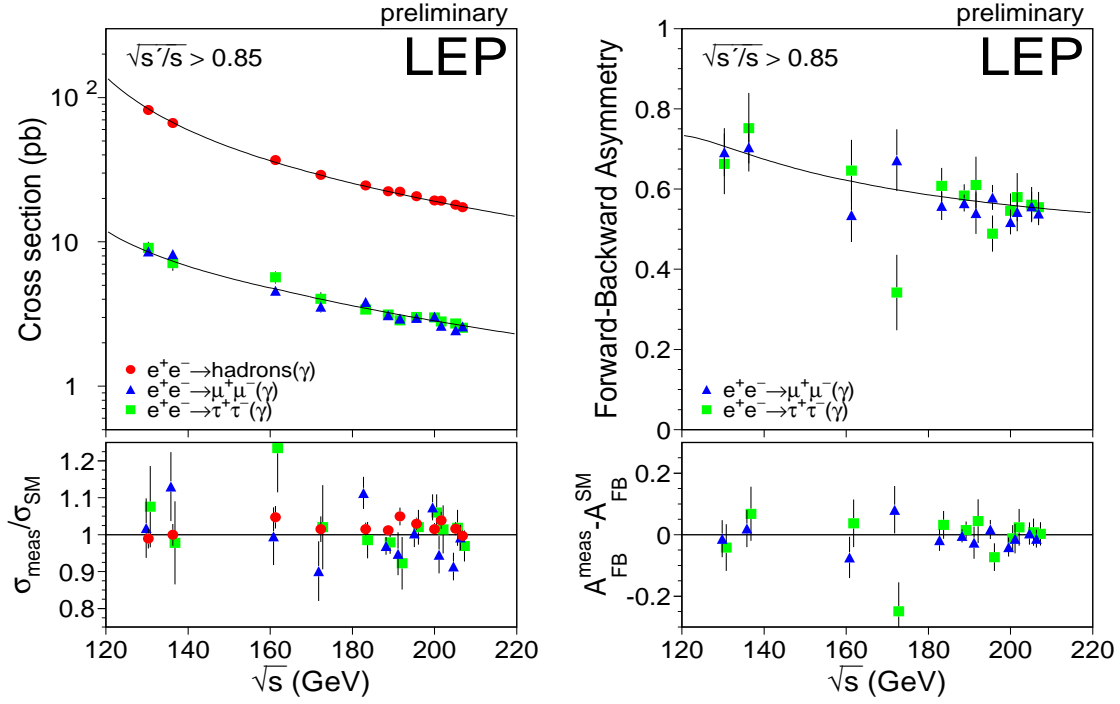 preliminary
√s´/s > 0.85
LEP
Cross section (pb)
10 2
10
1
e+e−→hadrons(γ)
e+e−→μ+μ−(γ)
e+e−→τ+τ−(γ)
σmeas/σSM
1.2
1.1
1
0.9
0.8
120 140 160 180 200 220
√s (GeV)
preliminary
√s´/s > 0.85
LEP
Forward-Backward Asymmetry
1
0.8
0.6
0.4
0.2
0
e+e−→μ+μ−(γ)
e+e−→τ+τ−(γ)
AFBmeas-AFBSM
0.2
0
-0.2
120 140 160 180 200 220
√s (GeV)